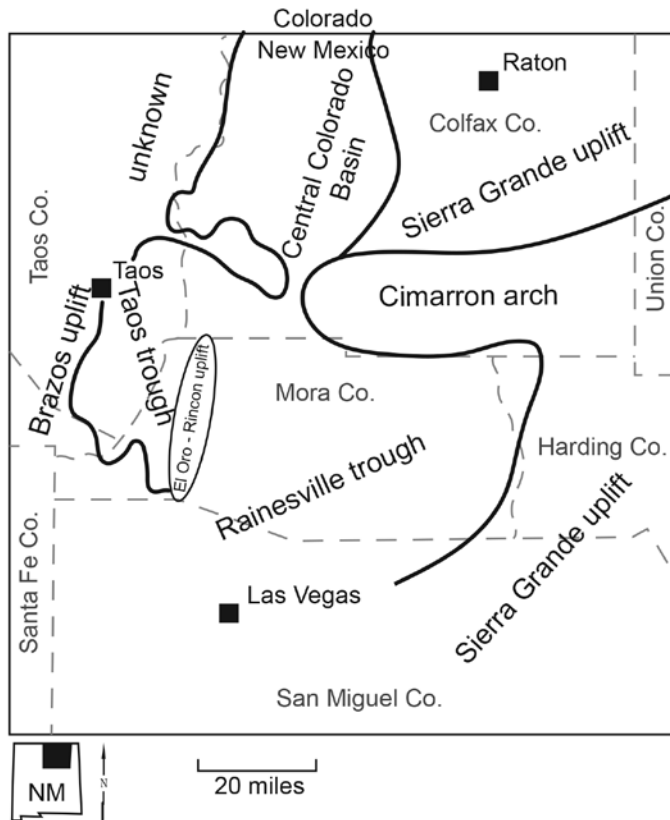 Colorado
New Mexico
Raton
Colfax Co.
unknown
Central Colorado
Basin
Sierra Grande uplift
Taos Co.
Union Co.
Taos
Cimarron arch
Brazos uplift
Taos trough
El Oro - Rincon uplift
Mora Co.
Harding Co.
Rainesville trough
Sierra Grande uplift
Santa Fe Co.
Las Vegas
San Miguel Co.
NM
N
20 miles